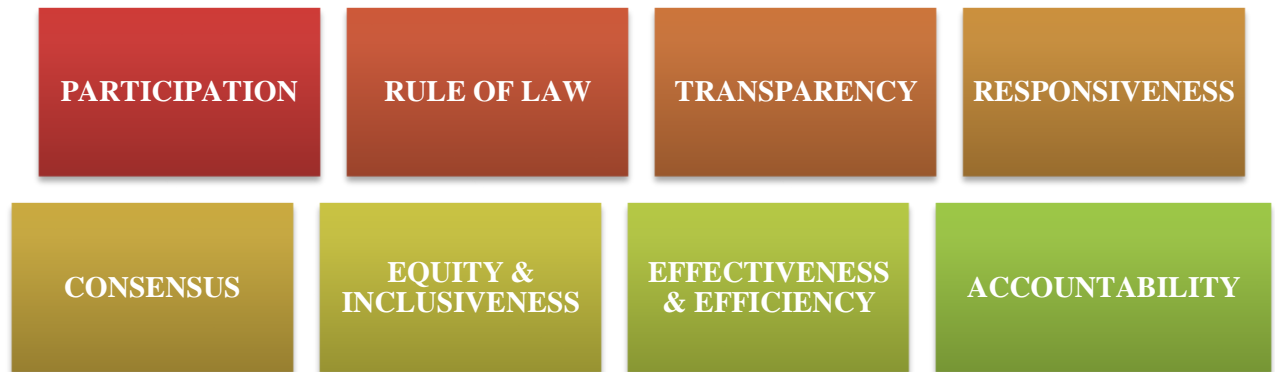 PARTICIPATION
RULE OF LAW
TRANSPARENCY
RESPONSIVENESS
CONSENSUS
EQUITY &
INCLUSIVENESS
EFFECTIVENESS
& EFFICIENCY
ACCOUNTABILITY